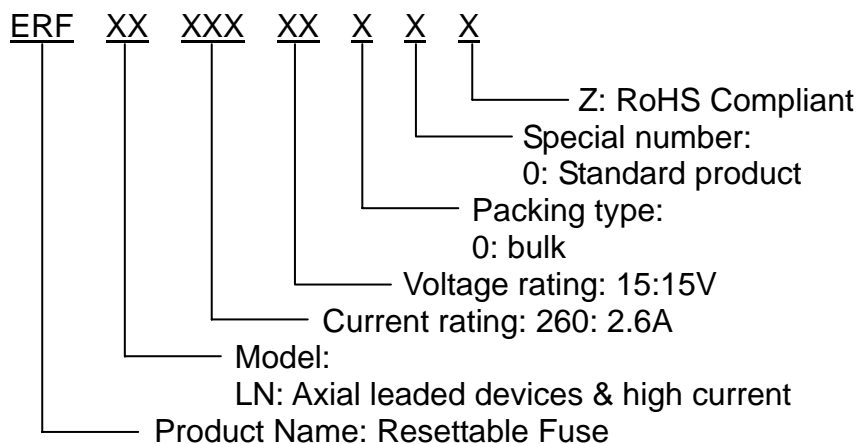 ERF XX XXX XX X X X
Z: RoHS Compliant
Special number:
0: Standard product
Packing type:
0: bulk
Voltage rating: 15:15V
Current rating: 260: 2.6A
Model:
LN: Axial leaded devices & high current
Product Name: Resettable Fuse